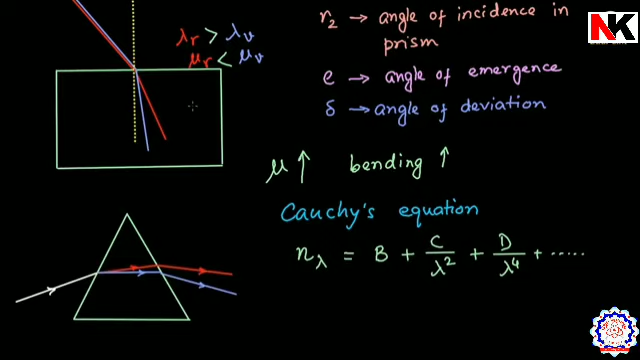 λr > λv
μr < μv
r2 → angle of incidence in
prism
e → angle of emergence
δ → angle of deviation
μ ↑ bending ↑
Cauchy's equation
nλ = B + C/λ² + D/λ⁴ + .....
NK